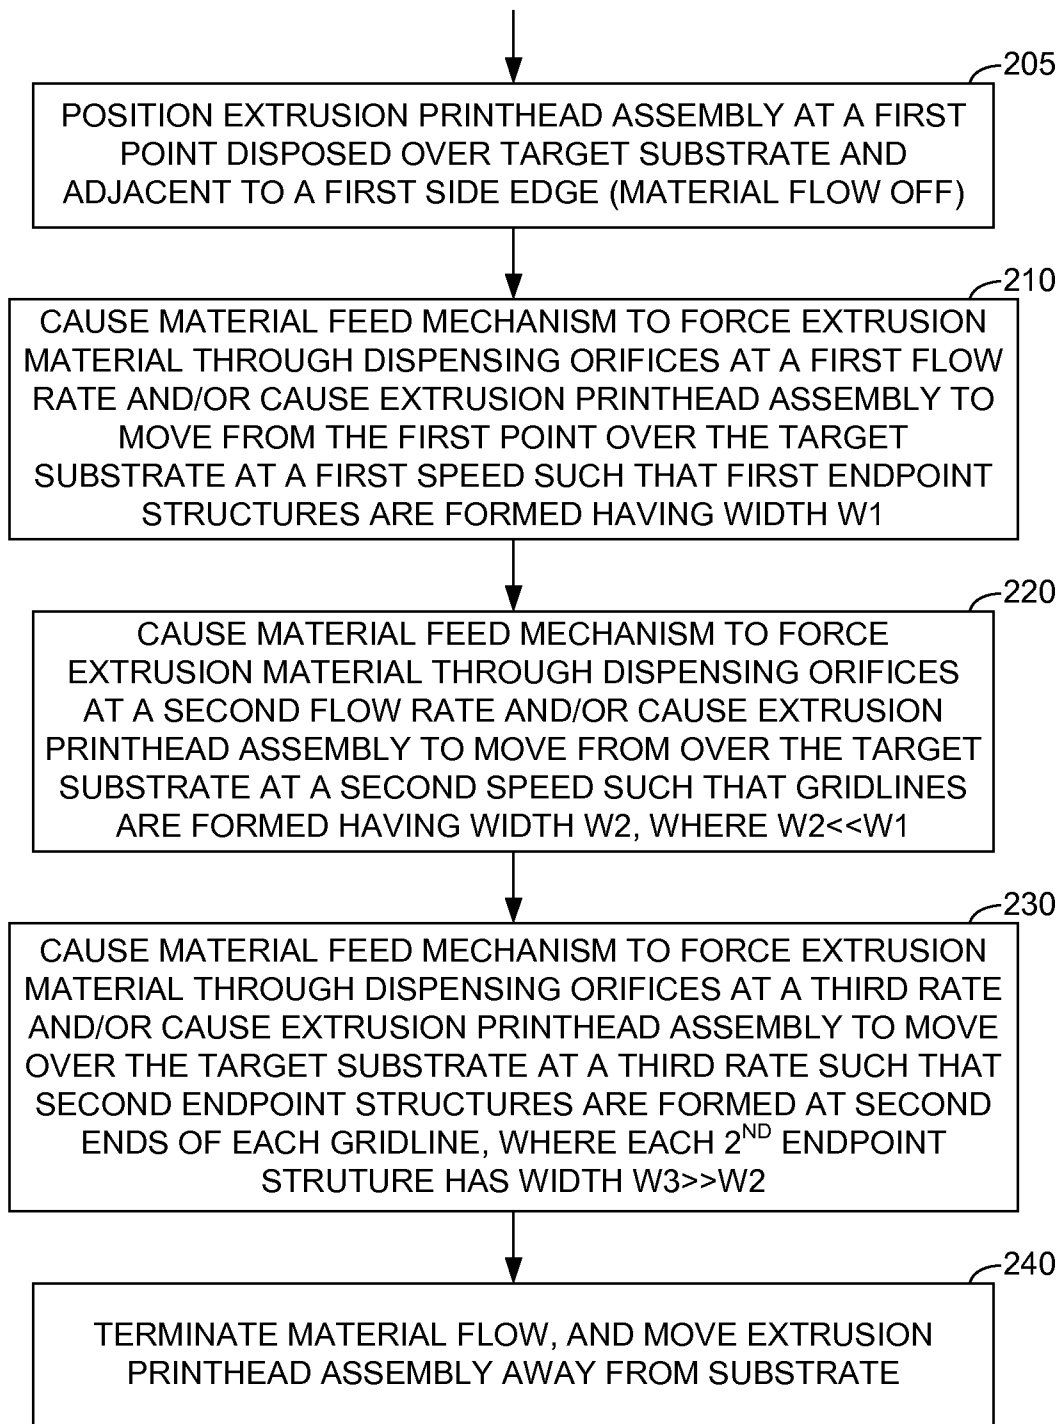 205
POSITION EXTRUSION PRINTHEAD ASSEMBLY AT A FIRST
POINT DISPOSED OVER TARGET SUBSTRATE AND
ADJACENT TO A FIRST SIDE EDGE (MATERIAL FLOW OFF)
210
CAUSE MATERIAL FEED MECHANISM TO FORCE EXTRUSION
MATERIAL THROUGH DISPENSING ORIFICES AT A FIRST FLOW
RATE AND/OR CAUSE EXTRUSION PRINTHEAD ASSEMBLY TO
MOVE FROM THE FIRST POINT OVER THE TARGET
SUBSTRATE AT A FIRST SPEED SUCH THAT FIRST ENDPOINT
STRUCTURES ARE FORMED HAVING WIDTH W1
220
CAUSE MATERIAL FEED MECHANISM TO FORCE
EXTRUSION MATERIAL THROUGH DISPENSING ORIFICES
AT A SECOND FLOW RATE AND/OR CAUSE EXTRUSION
PRINTHEAD ASSEMBLY TO MOVE FROM OVER THE TARGET
SUBSTRATE AT A SECOND SPEED SUCH THAT GRIDLINES
ARE FORMED HAVING WIDTH W2, WHERE W2<<W1
230
CAUSE MATERIAL FEED MECHANISM TO FORCE EXTRUSION
MATERIAL THROUGH DISPENSING ORIFICES AT A THIRD RATE
AND/OR CAUSE EXTRUSION PRINTHEAD ASSEMBLY TO MOVE
OVER THE TARGET SUBSTRATE AT A THIRD RATE SUCH THAT
SECOND ENDPOINT STRUCTURES ARE FORMED AT SECOND
ENDS OF EACH GRIDLINE, WHERE EACH 2ND ENDPOINT
STRUTURE HAS WIDTH W3>>W2
240
TERMINATE MATERIAL FLOW, AND MOVE EXTRUSION
PRINTHEAD ASSEMBLY AWAY FROM SUBSTRATE